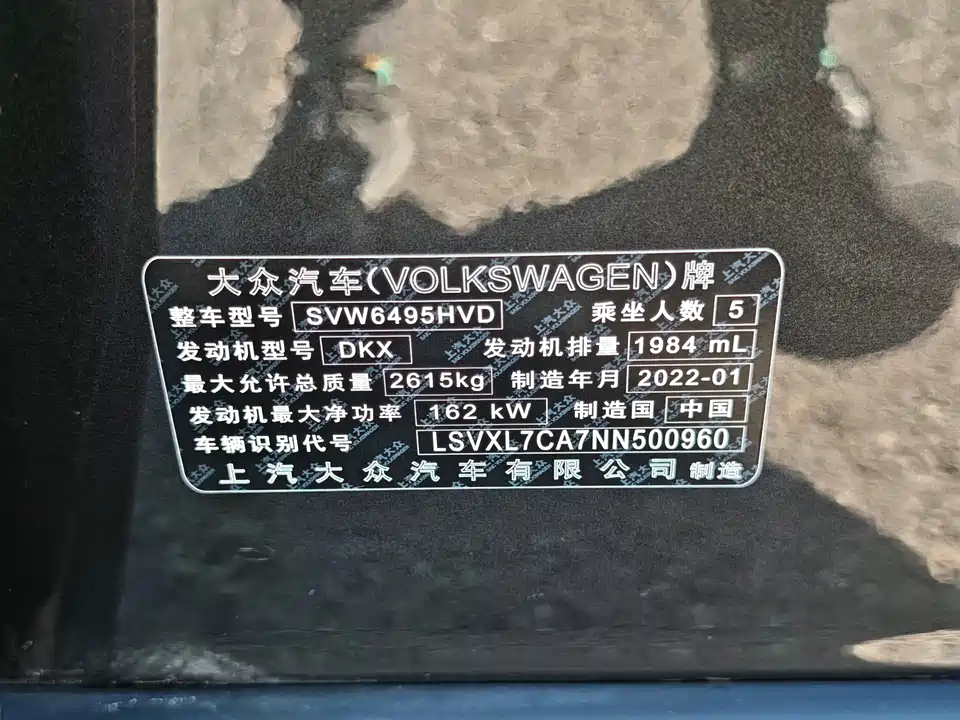 大众汽车(VOLKSWAGEN)牌
整车型号 SVW6495HVD 乘坐人数 5
发动机型号 DKX 发动机排量 1984 mL
最大允许总质量 2615kg 制造年月 2022-01
发动机最大净功率 162 kW 制造国 中国
车辆识别代号 LSVXL7CA7NN500960
上汽大众汽车有限公司 制造